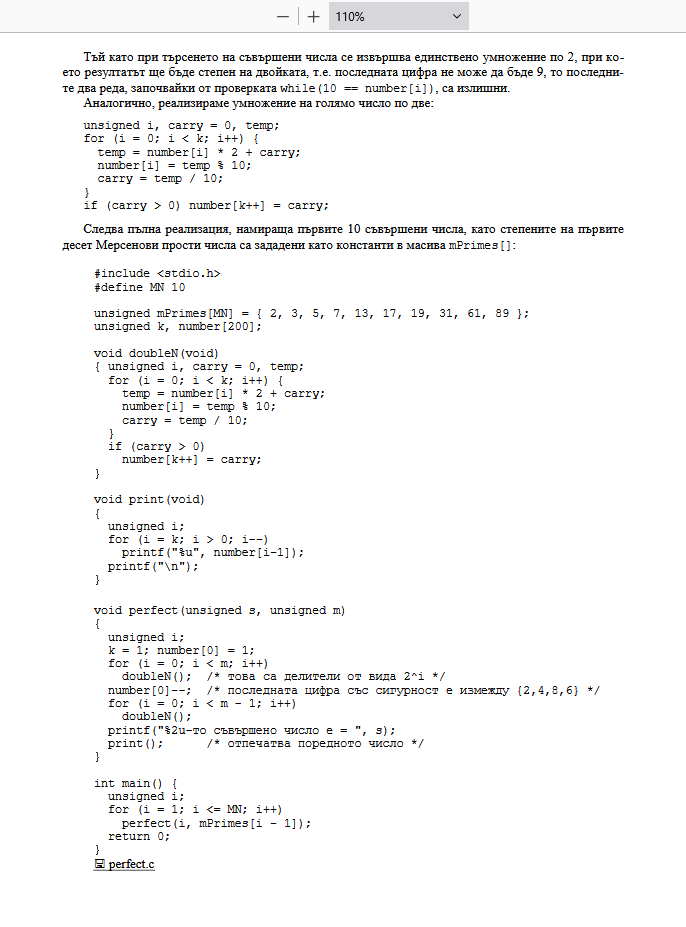 110%
Тъй като при търсенето на съвършени числа се извършва единствено умножение по 2, при ко-
ето резултатът ще бъде степен на двойката, т.е. последната цифра не може да бъде 9, то последни-
те два реда, започвайки от проверката while(10 == number[i]), са излишни.
Аналогично, реализираме умножение на голямо число по две:
unsigned i, carry = 0, temp;
for (i = 0; i < k; i++) {
  temp = number[i] * 2 + carry;
  number[i] = temp % 10;
  carry = temp / 10;
}
if (carry > 0) number[k++] = carry;
Следва пълна реализация, намираща първите 10 съвършени числа, като степените на първите
десет Мерсенови прости числа са зададени като константи в масива mPrimes[]:
#include <stdio.h>
#define MN 10
unsigned mPrimes[MN] = { 2, 3, 5, 7, 13, 17, 19, 31, 61, 89 };
unsigned k, number[200];
void doubleN(void)
{ unsigned i, carry = 0, temp;
  for (i = 0; i < k; i++) {
    temp = number[i] * 2 + carry;
    number[i] = temp % 10;
    carry = temp / 10;
  }
  if (carry > 0)
    number[k++] = carry;
}
void print(void)
{
  unsigned i;
  for (i = k; i > 0; i--)
    printf("%u", number[i-1]);
  printf("\n");
}
void perfect(unsigned s, unsigned m)
{
  unsigned i;
  k = 1; number[0] = 1;
  for (i = 0; i < m; i++)
    doubleN();  /* това са делители от вида 2^i */
  number[0]--;  /* последната цифра със сигурност е измежду {2,4,8,6} */
  for (i = 0; i < m - 1; i++)
    doubleN();
  printf("%2u-то съвършено число е = ", s);
  print();      /* отпечатва поредното число */
}
int main() {
  unsigned i;
  for (i = 1; i <= MN; i++)
    perfect(i, mPrimes[i - 1]);
  return 0;
}
perfect.c